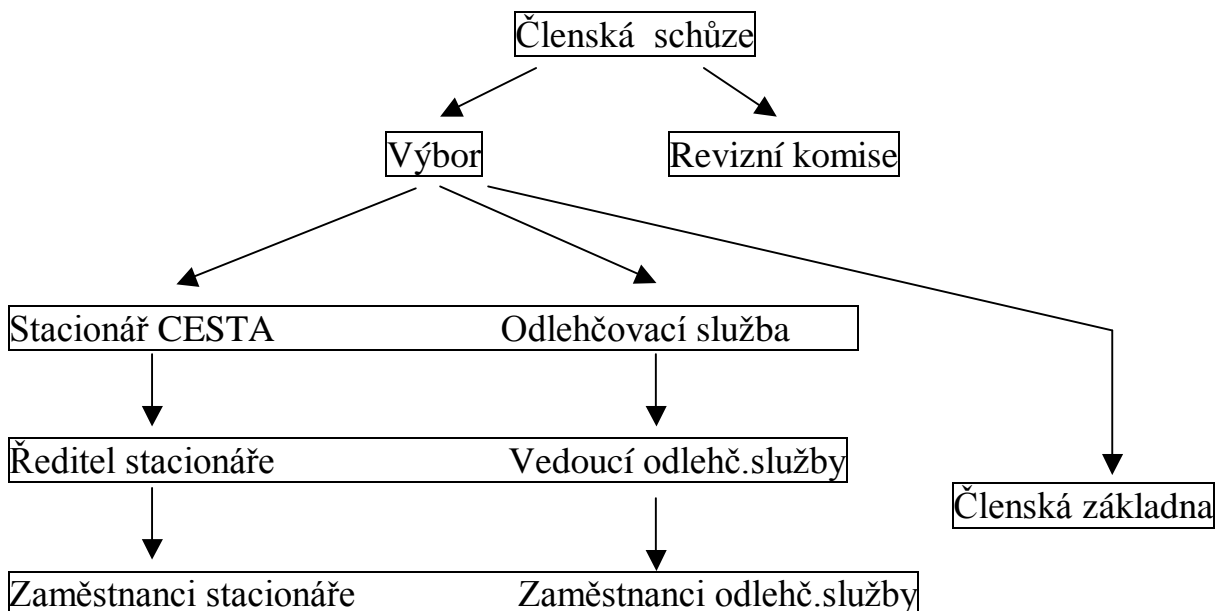 Členská schůze
Výbor
Revizní komise
Stacionář CESTA
Odlehčovací služba
Ředitel stacionáře
Vedoucí odlehč.služby
Členská základna
Zaměstnanci stacionáře
Zaměstnanci odlehč.služby